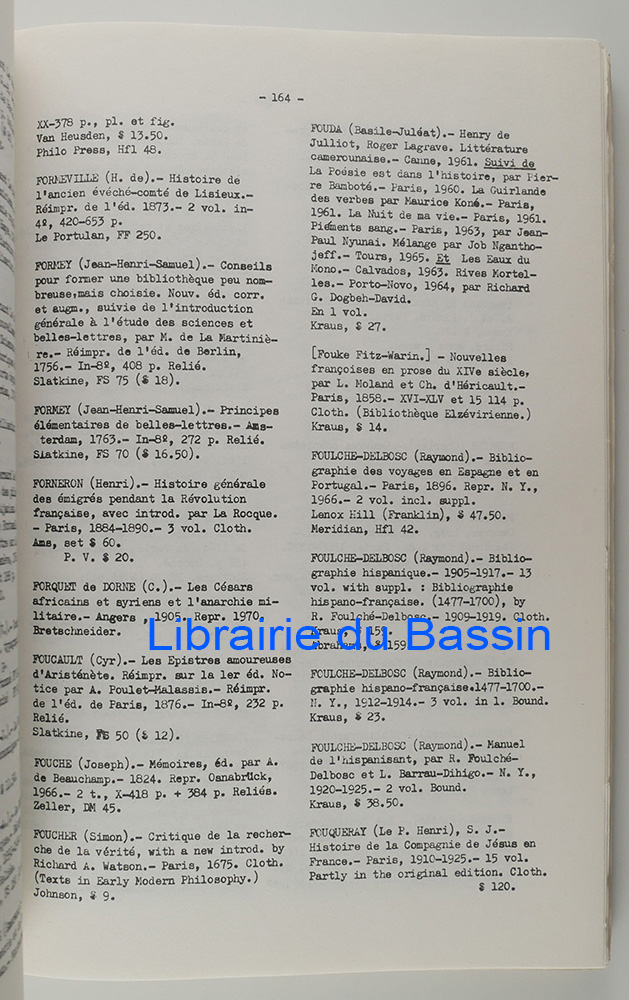 - 164 -
XX-378 p., pl. et fig.
Van Heusden, $ 13.50.
Philo Press, Hfl 48.
FORMEVILLE (H. de).- Histoire de
l'ancien évêché-comté de Lisieux.-
Réimpr. de l'éd. 1873.- 2 vol. in-
4º, 420-653 p.
Le Portulan, FF 250.
FORMEY (Jean-Henri-Samuel).- Conseils
pour former une bibliothèque peu nom-
breuse,mais choisie. Nouv. éd. corr.
et augm., suivie de l'introduction
générale à l'étude des sciences et
belles-lettres, par M. de La Martiniè-
re.- Réimpr. de l'éd. de Berlin,
1756.- In-8º, 408 p. Relié.
Slatkine, FS 75 ($ 18).
FORMEY (Jean-Henri-Samuel).- Principes
élémentaires de belles-lettres.- Ams-
terdam, 1763.- In-8º, 272 p. Relié.
Slatkine, FS 70 ($ 16.50).
FORNERON (Henri).- Histoire générale
des émigrés pendant la Révolution
française, avec introd. par La Rocque.
- Paris, 1884-1890.- 3 vol. Cloth.
Ams, set $ 60.
P. V. $ 20.
FORQUET de DORNE (C.).- Les Césars
africains et syriens et l'anarchie mi-
litaire.- Angers , 1905. Repr. 1970.
Bretschneider.
FOUCAULT (Cyr).- Les Epistres amoureuses
d'Aristénète. Réimpr. sur la 1er éd. No-
tice par A. Poulet-Malassis.- Réimpr.
de l'éd. de Paris, 1876.- In-8º, 232 p.
Relié.
Slatkine, FS 50 ($ 12).
FOUCHE (Joseph).- Mémoires, éd. par A.
de Beauchamp.- 1824. Repr. Osnabrück,
1966.- 2 t., X-418 p. + 384 p. Reliés.
Zeller, DM 45.
FOUCHER (Simon).- Critique de la recher-
che de la vérité, with a new introd. by
Richard A. Watson.- Paris, 1675. Cloth.
(Texts in Early Modern Philosophy.)
Johnson, $ 9.
FOUDA (Basile-Juléat).- Henry de
Julliot, Roger Lagrave. Littérature
camerounaise.- Canne, 1961. Suivi de
La Poésie est dans l'histoire, par Pier-
re Bamboté.- Paris, 1960. La Guirlande
des verbes par Maurice Koné.- Paris,
1961. La Nuit de ma vie.- Paris, 1961.
Piéments sang.- Paris, 1963, par Jean-
Paul Nyunai. Mélange par Job Ngantho-
jeff.- Tours, 1965. Et Les Eaux du
Mono.- Calvados, 1963. Rives Mortel-
les.- Porto-Novo, 1964, par Richard
G. Dogbeh-David.
En 1 vol.
Kraus, $ 27.
[Fouke Fitz-Warin.] - Nouvelles
françoises en prose du XIVe siècle,
par L. Moland et Ch. d'Héricault.-
Paris, 1858.- XVI-XLV et 15 114 p.
Cloth. (Bibliothèque Elzévirienne.)
Kraus, $ 14.
FOULCHE-DELBOSC (Raymond).- Biblio-
graphie des voyages en Espagne et en
Portugal.- Paris, 1896. Repr. N. Y.,
1966.- 2 vol. incl. suppl.
Lenox Hill (Franklin), $ 47.50.
Meridian, Hfl 42.
FOULCHE-DELBOSC (Raymond).- Biblio-
graphie hispanique.- 1905-1917.- 13
vol. with suppl. : Bibliographie
hispano-française. (1477-1700), by
R. Foulché-Delbosc.- 1909-1919. Cloth.
Kraus, $ 159.
Abrahams, $ 159
Librairie du Bassin
FOULCHE-DELBOSC (Raymond).- Biblio-
graphie hispano-française.1477-1700.-
N. Y., 1912-1914.- 3 vol. in 1. Bound.
Kraus, $ 23.
FOULCHE-DELBOSC (Raymond).- Manuel
de l'hispanisant, par R. Foulché-
Delbosc et L. Barrau-Dihigo.- N. Y.,
1920-1925.- 2 vol. Bound.
Kraus, $ 38.50.
FOUQUERAY (Le P. Henri), S. J.-
Histoire de la Compagnie de Jésus en
France.- Paris, 1910-1925.- 15 vol.
Partly in the original edition. Cloth.
$ 120.